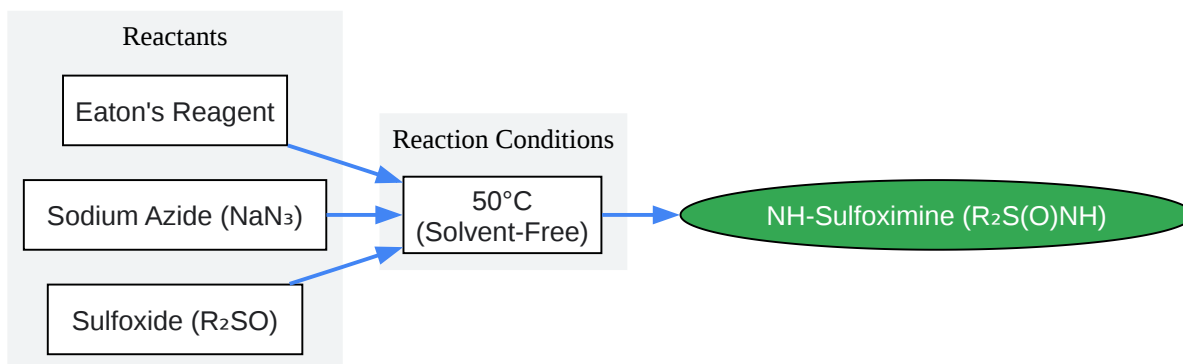 Reactants
Eaton's Reagent
Sodium Azide (NaN₃)
Sulfoxide (R₂SO)
Reaction Conditions
50°C
(Solvent-Free)
NH-Sulfoximine (R₂S(O)NH)